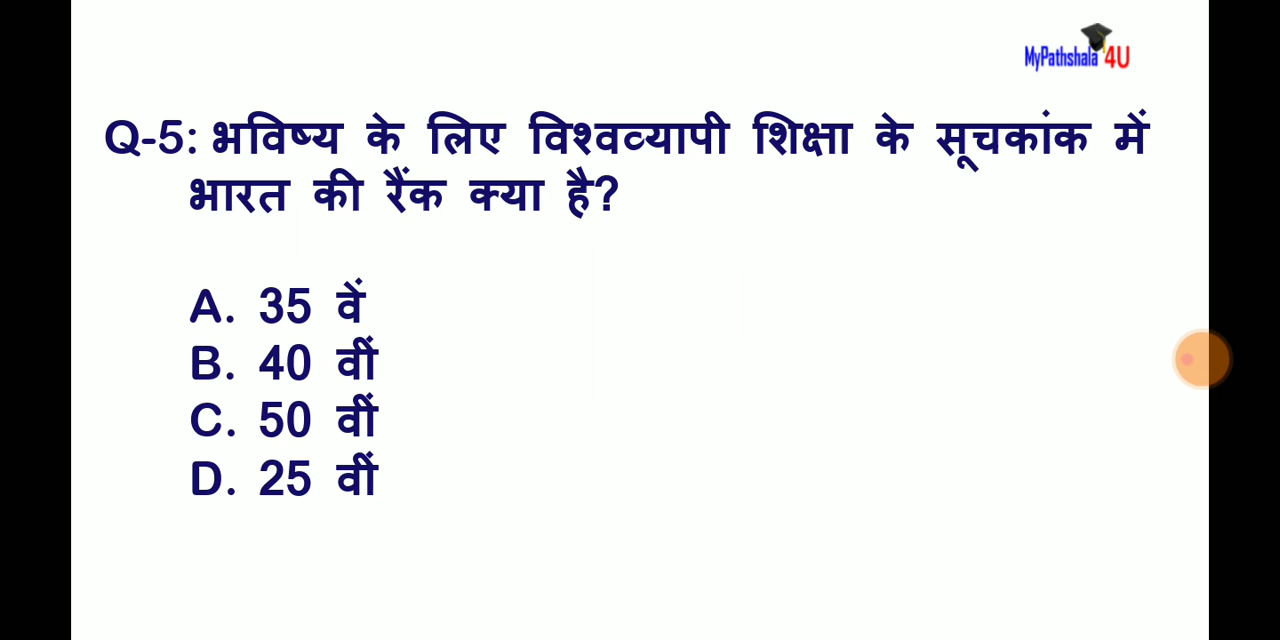 MyPathshala 4U
Q-5: भविष्य के लिए विश्वव्यापी शिक्षा के सूचकांक में
भारत की रैंक क्या है?
A. 35 वें
B. 40 वीं
C. 50 वीं
D. 25 वीं